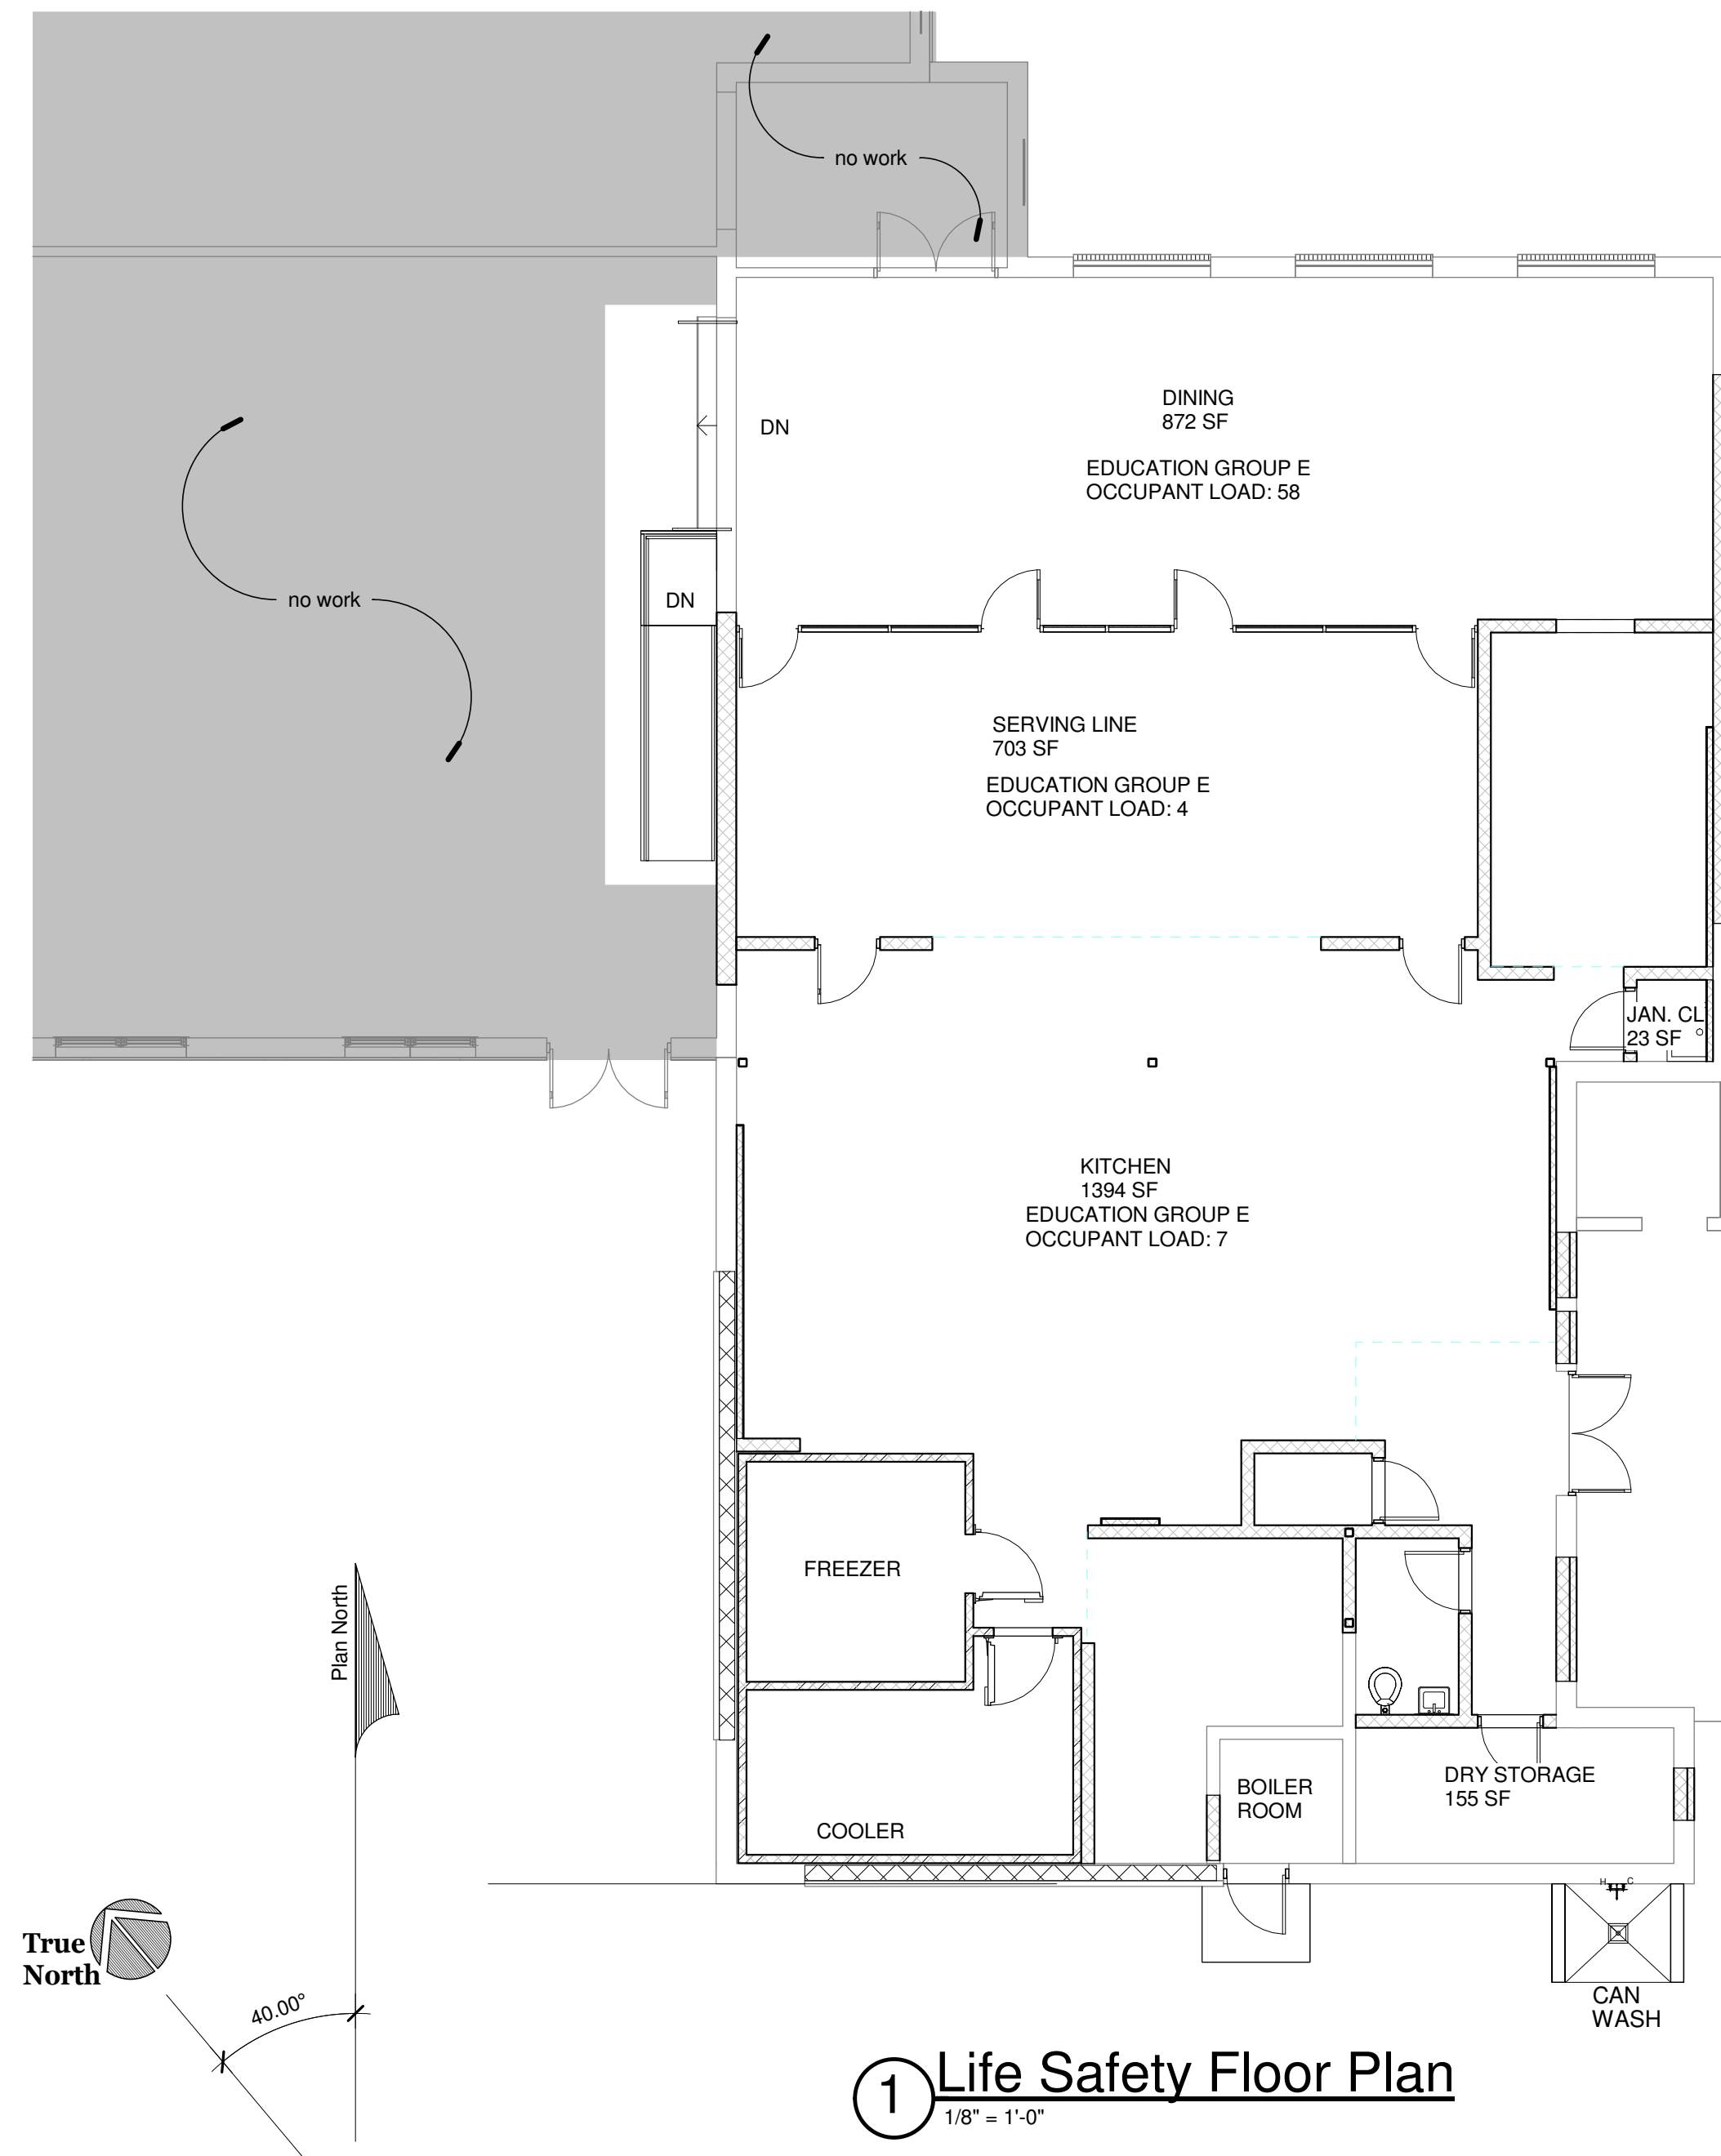 no work
DINING
872 SF
DN
EDUCATION GROUP E
OCCUPANT LOAD: 58
no work
DN
SERVING LINE
703 SF
EDUCATION GROUP E
OCCUPANT LOAD: 4
JAN. CL
23 SF
KITCHEN
1394 SF
EDUCATION GROUP E
OCCUPANT LOAD: 7
FREEZER
Plan North
DRY STORAGE
155 SF
BOILER
ROOM
COOLER
H C
True
North
40.00°
CAN
WASH
1 Life Safety Floor Plan
1/8" = 1'-0"